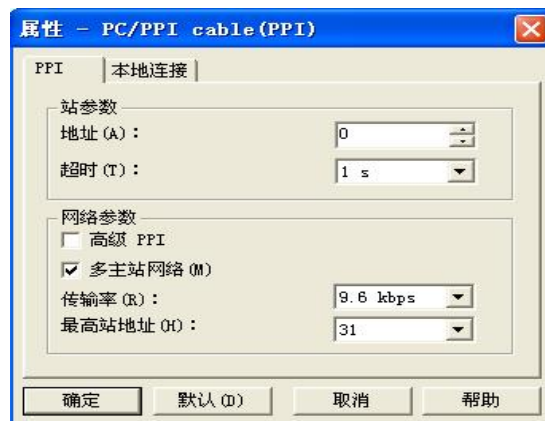 属性 - PC/PPI cable(PPI)
PPI 本地连接
站参数
地址(A): 0
超时(T): 1 s
网络参数
高级 PPI
多主站网络(M)
传输率(R): 9.6 kbps
最高站地址(H): 31
确定 默认(D) 取消 帮助